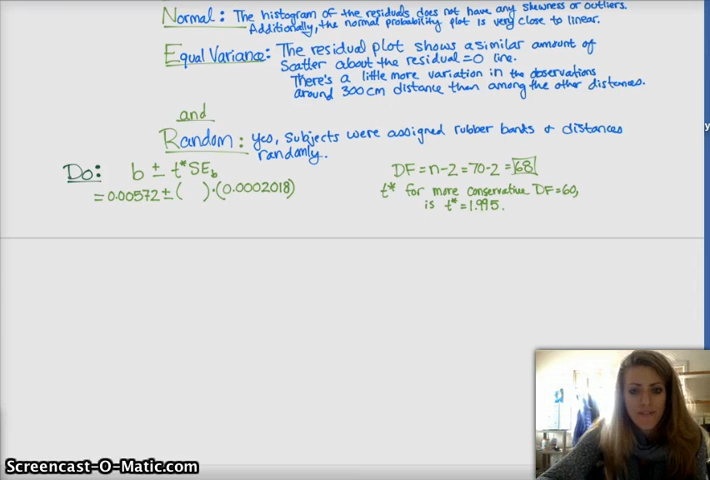 Normal: The histogram of the residuals does not have any skewness or outliers.
Additionally, the normal probability plot is very close to linear.
Equal Variance: The residual plot shows a similar amount of
scatter about the residual = 0 line.
There's a little more variation in the observations
around 300cm distance than among the other distances.
and
Random: Yes, subjects were assigned rubber bands & distances
randomly.
Do: b ± t* SE_b
= 0.00572 ± ( ) · (0.0002018)
DF = n-2 = 70-2 = 68
t* for more conservative DF = 60,
is t* = 1.995.
Screencast-O-Matic.com